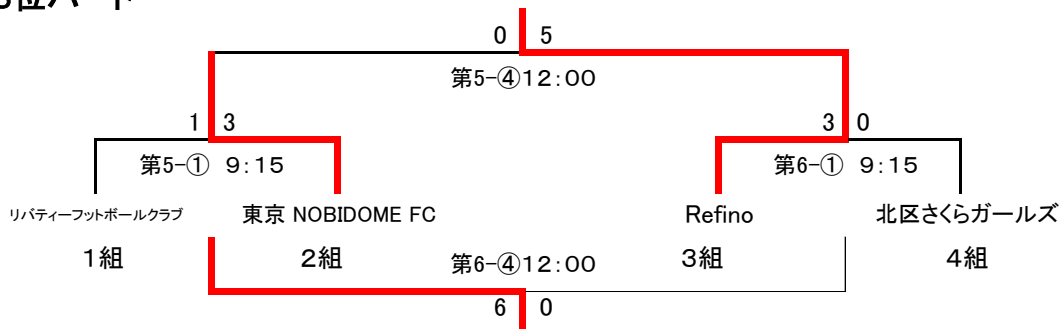 位パート
0 5
第5-④12:00
1 3
3 0
第5-① 9:15
第6-① 9:15
リバティーフットボールクラブ 東京 NOBIDOME FC Refino 北区さくらガールズ
1組 2組 第6-④12:00 3組 4組
6 0